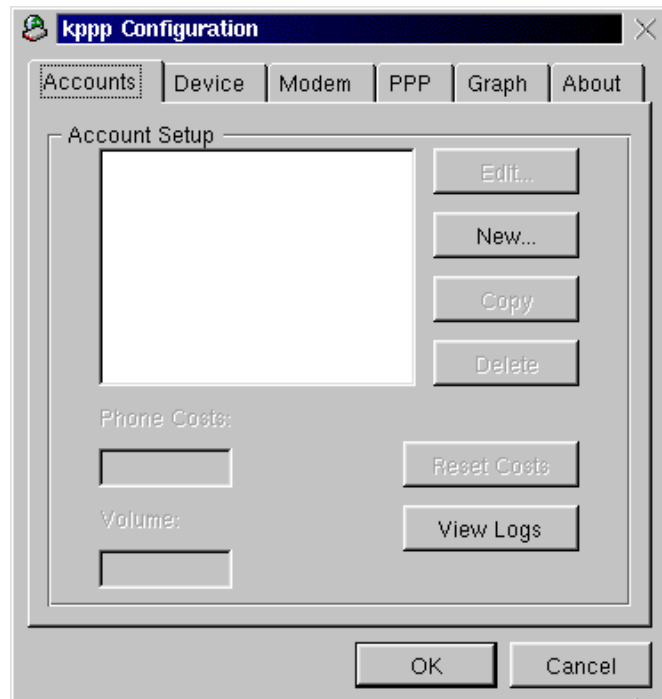 kppp Configuration
Accounts Device Modem PPP Graph About
Account Setup
Edit...
New...
Copy
Delete
Phone Costs:
Reset Costs
Volume:
View Logs
OK Cancel